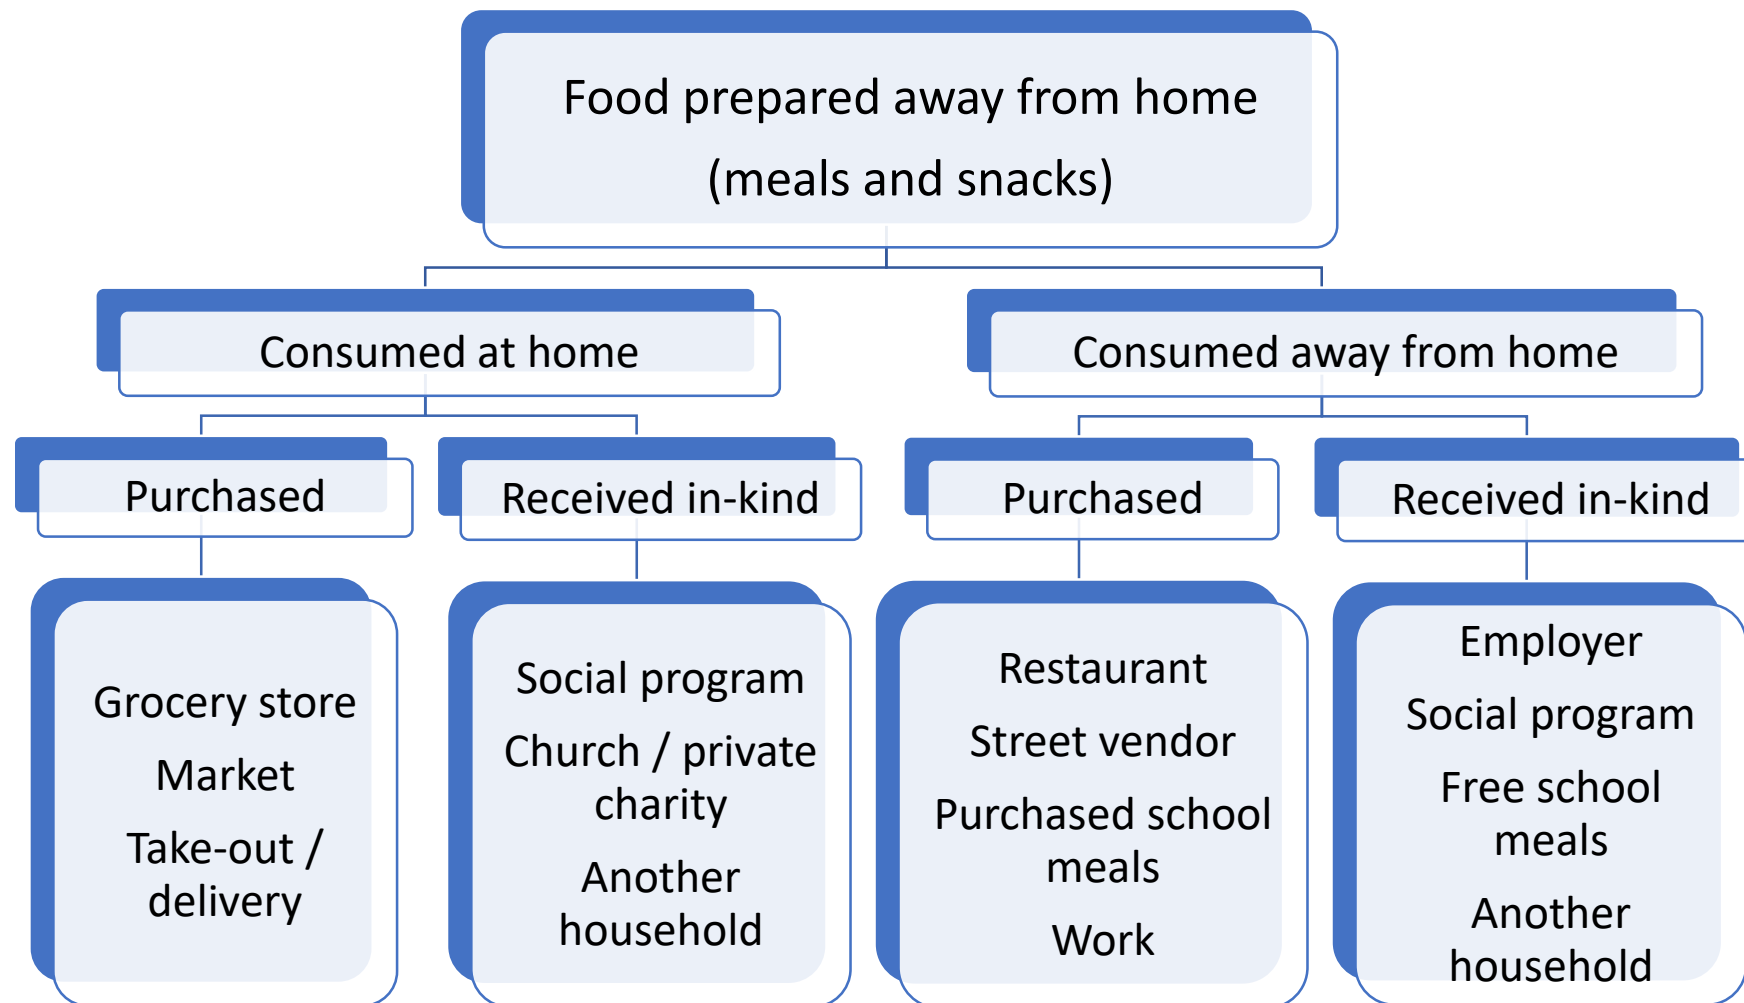 Food prepared away from home
(meals and snacks)
Consumed at home
Consumed away from home
Purchased
Received in-kind
Purchased
Received in-kind
Grocery store
Market
Take-out /
delivery
Social program
Church / private
charity
Another
household
Restaurant
Street vendor
Purchased school
meals
Work
Employer
Social program
Free school
meals
Another
household